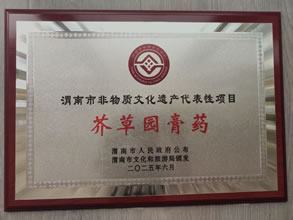 渭南市非物质文化遗产代表性项目
芥草园膏药
渭南市人民政府公布
渭南市文化和旅游局颁发
二〇二五年六月